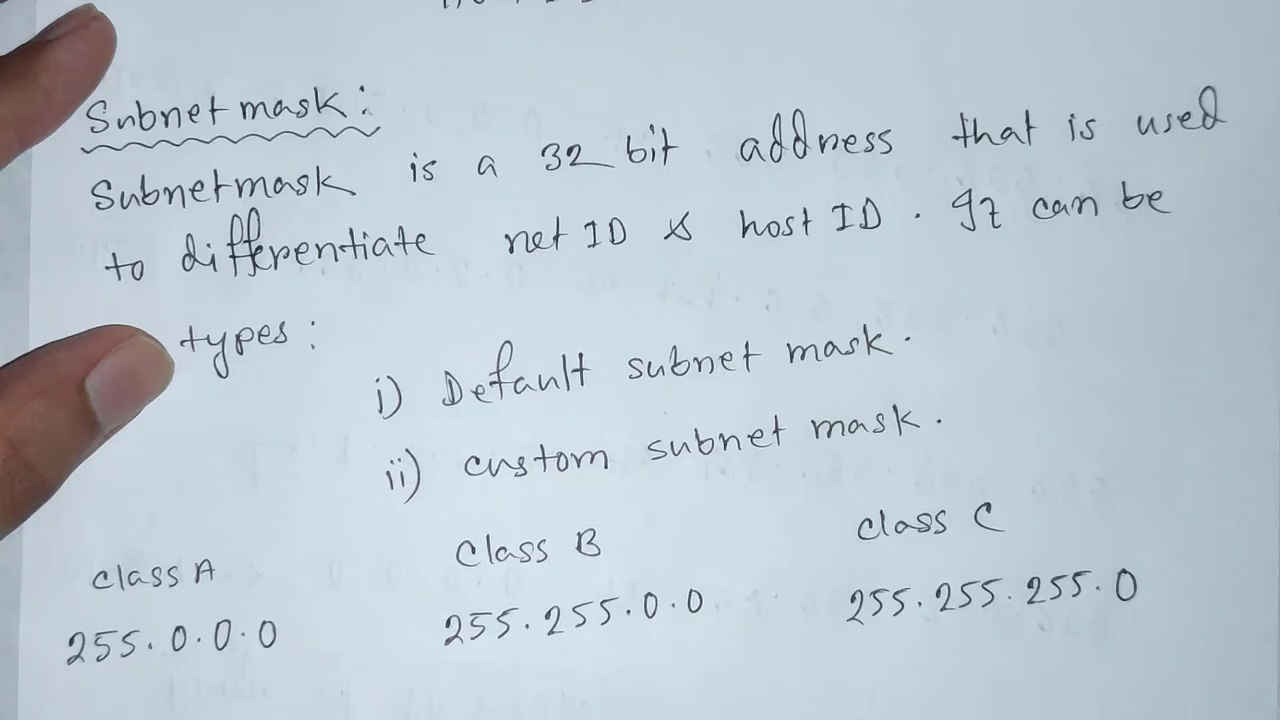 Subnet mask:
Subnetmask is a 32 bit address that is used
to differentiate net ID & host ID. It can be
types:
i) Default subnet mask.
ii) custom subnet mask.
class A class B class C
255.0.0.0 255.255.0.0 255.255.255.0